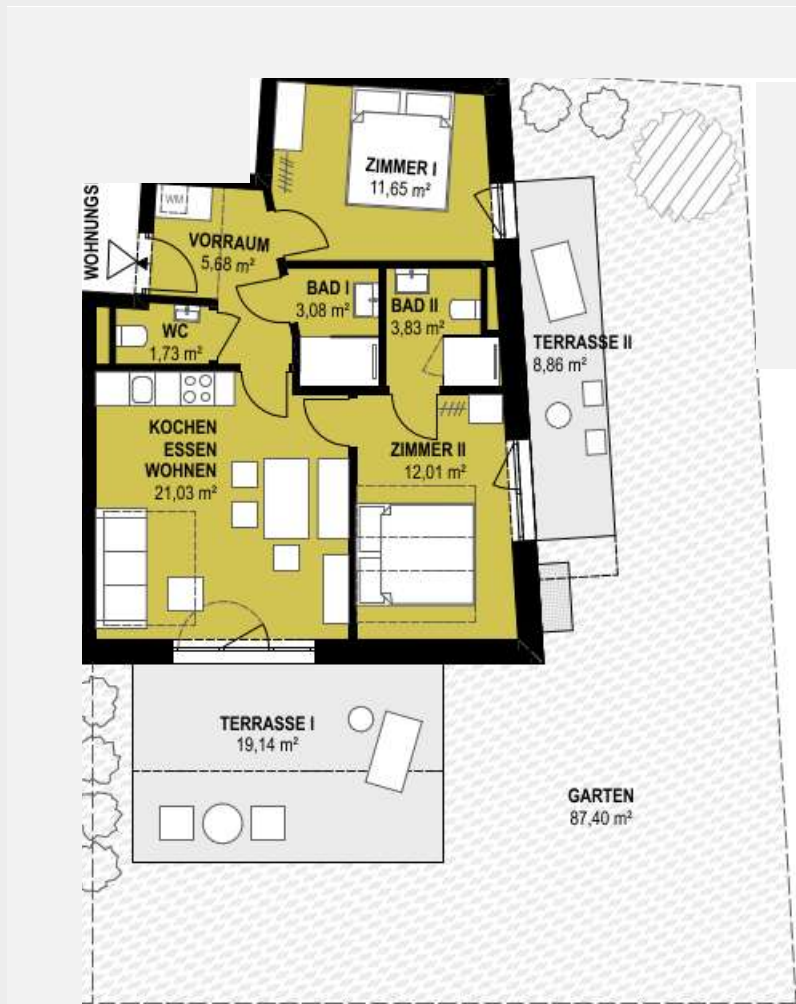 ZIMMER I
11,65 m²
WM
WOHNUNGS
VORRAUM
5,68 m²
BAD I
3,08 m²
BAD II
3,83 m²
WC
1,73 m²
TERRASSE II
8,86 m²
KOCHEN
ESSEN
WOHNEN
21,03 m²
ZIMMER II
12,01 m²
TERRASSE I
19,14 m²
GARTEN
87,40 m²